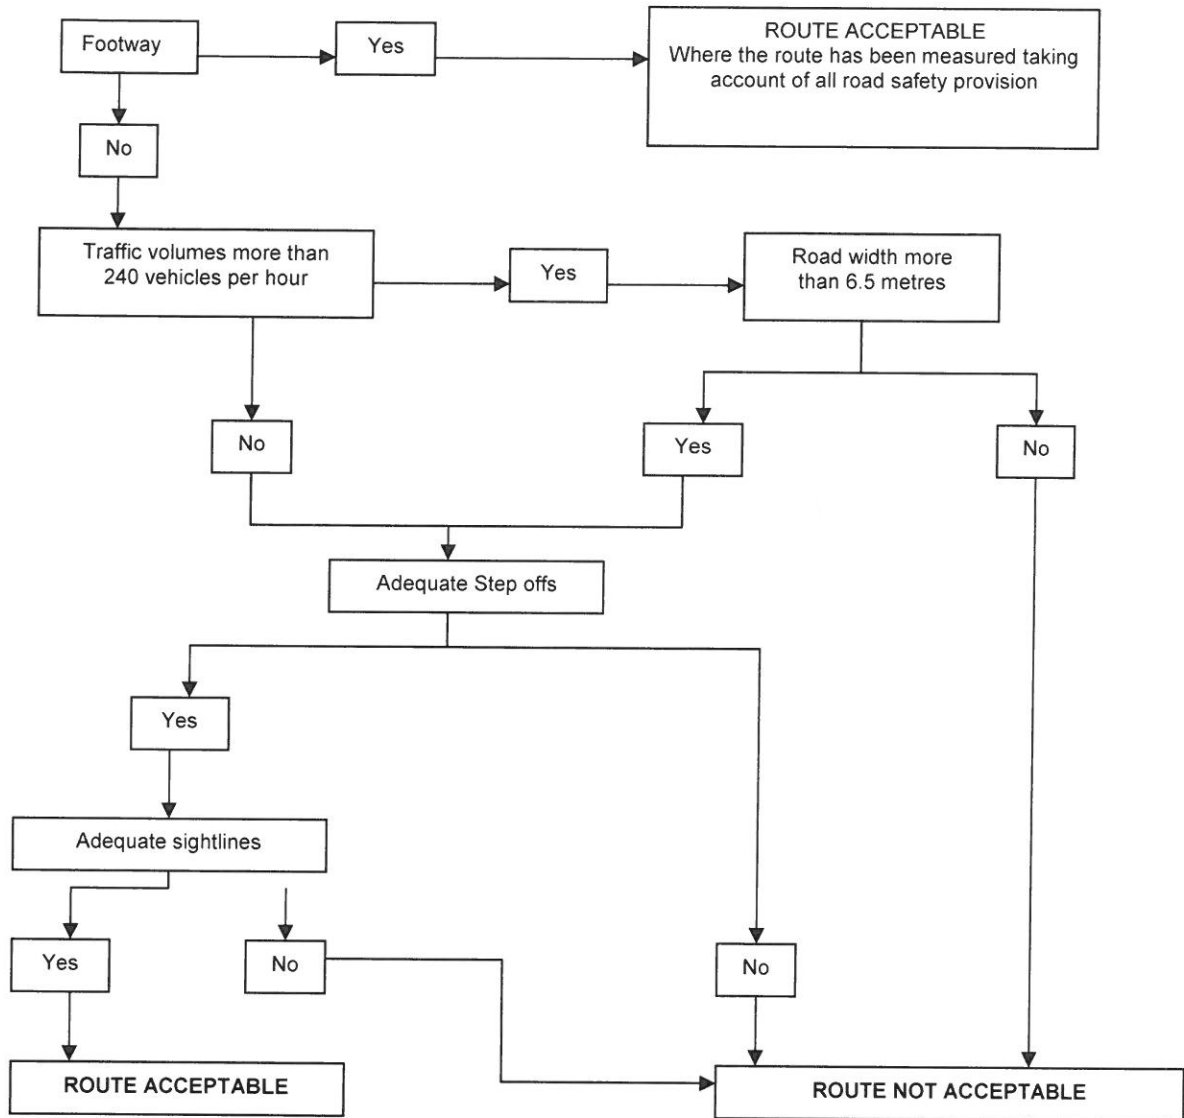 Footway
Yes
ROUTE ACCEPTABLE
Where the route has been measured taking
account of all road safety provision
No
Traffic volumes more than
240 vehicles per hour
Yes
Road width more
than 6.5 metres
No
Yes
No
Adequate Step offs
Yes
Adequate sightlines
Yes
No
No
ROUTE ACCEPTABLE
ROUTE NOT ACCEPTABLE